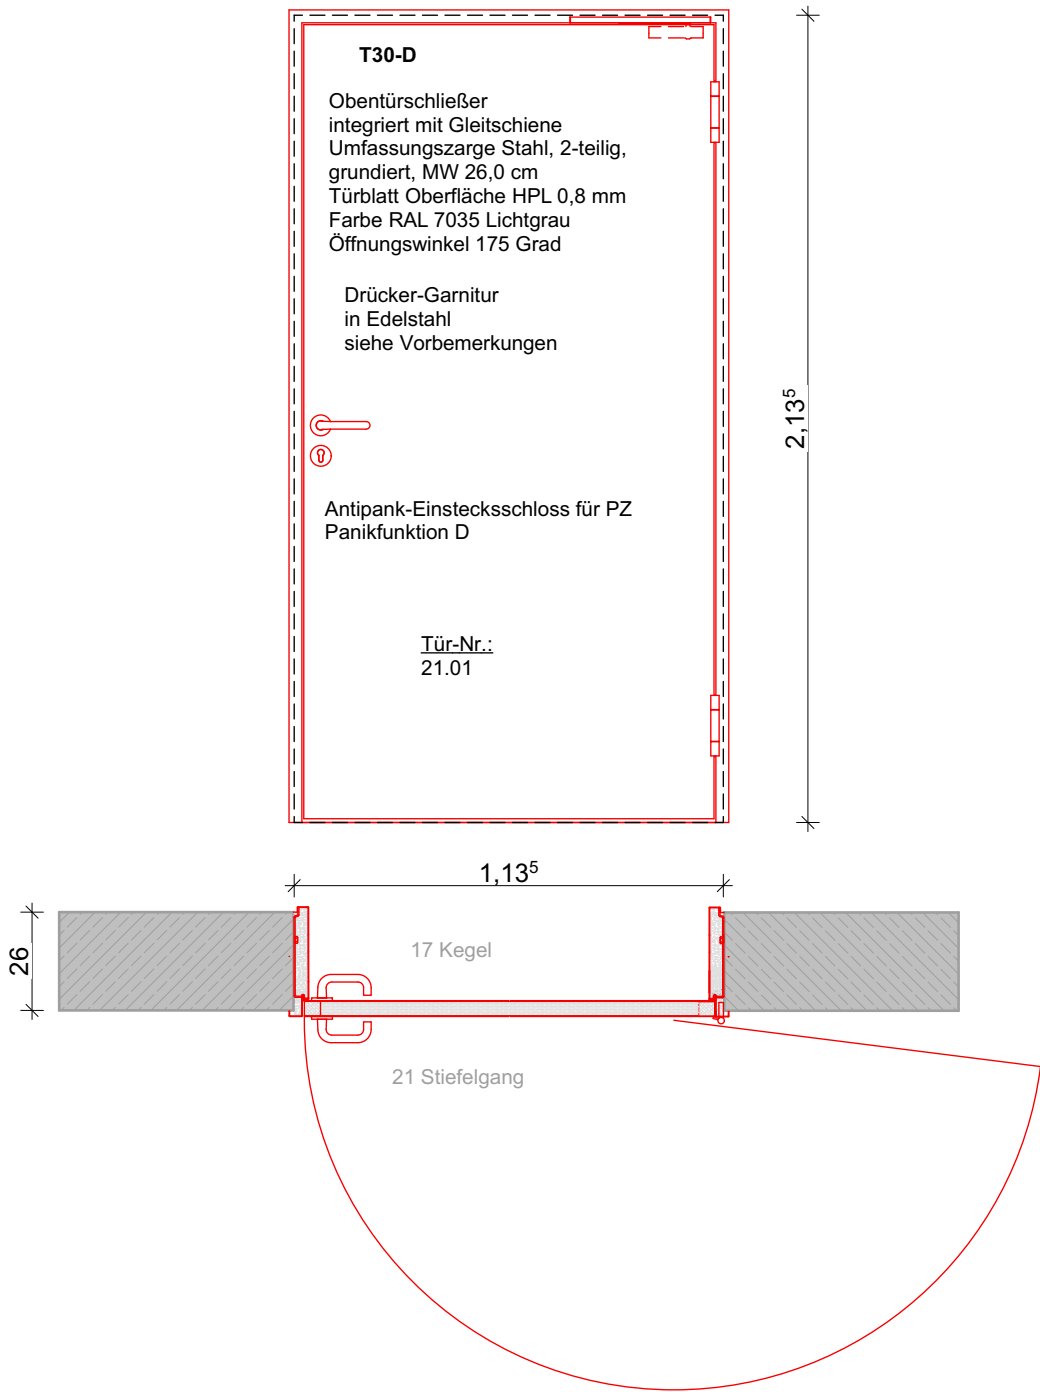 T30-D
Obentürschließer
integriert mit Gleitschiene
Umfassungszarge Stahl, 2-teilig,
grundiert, MW 26,0 cm
Türblatt Oberfläche HPL 0,8 mm
Farbe RAL 7035 Lichtgrau
Öffnungswinkel 175 Grad
Drücker-Garnitur
in Edelstahl
siehe Vorbemerkungen
2,13⁵
Antipank-Einstecksschloss für PZ
Panikfunktion D
Tür-Nr.:
21.01
1,13⁵
26
17 Kegel
21 Stiefelgang